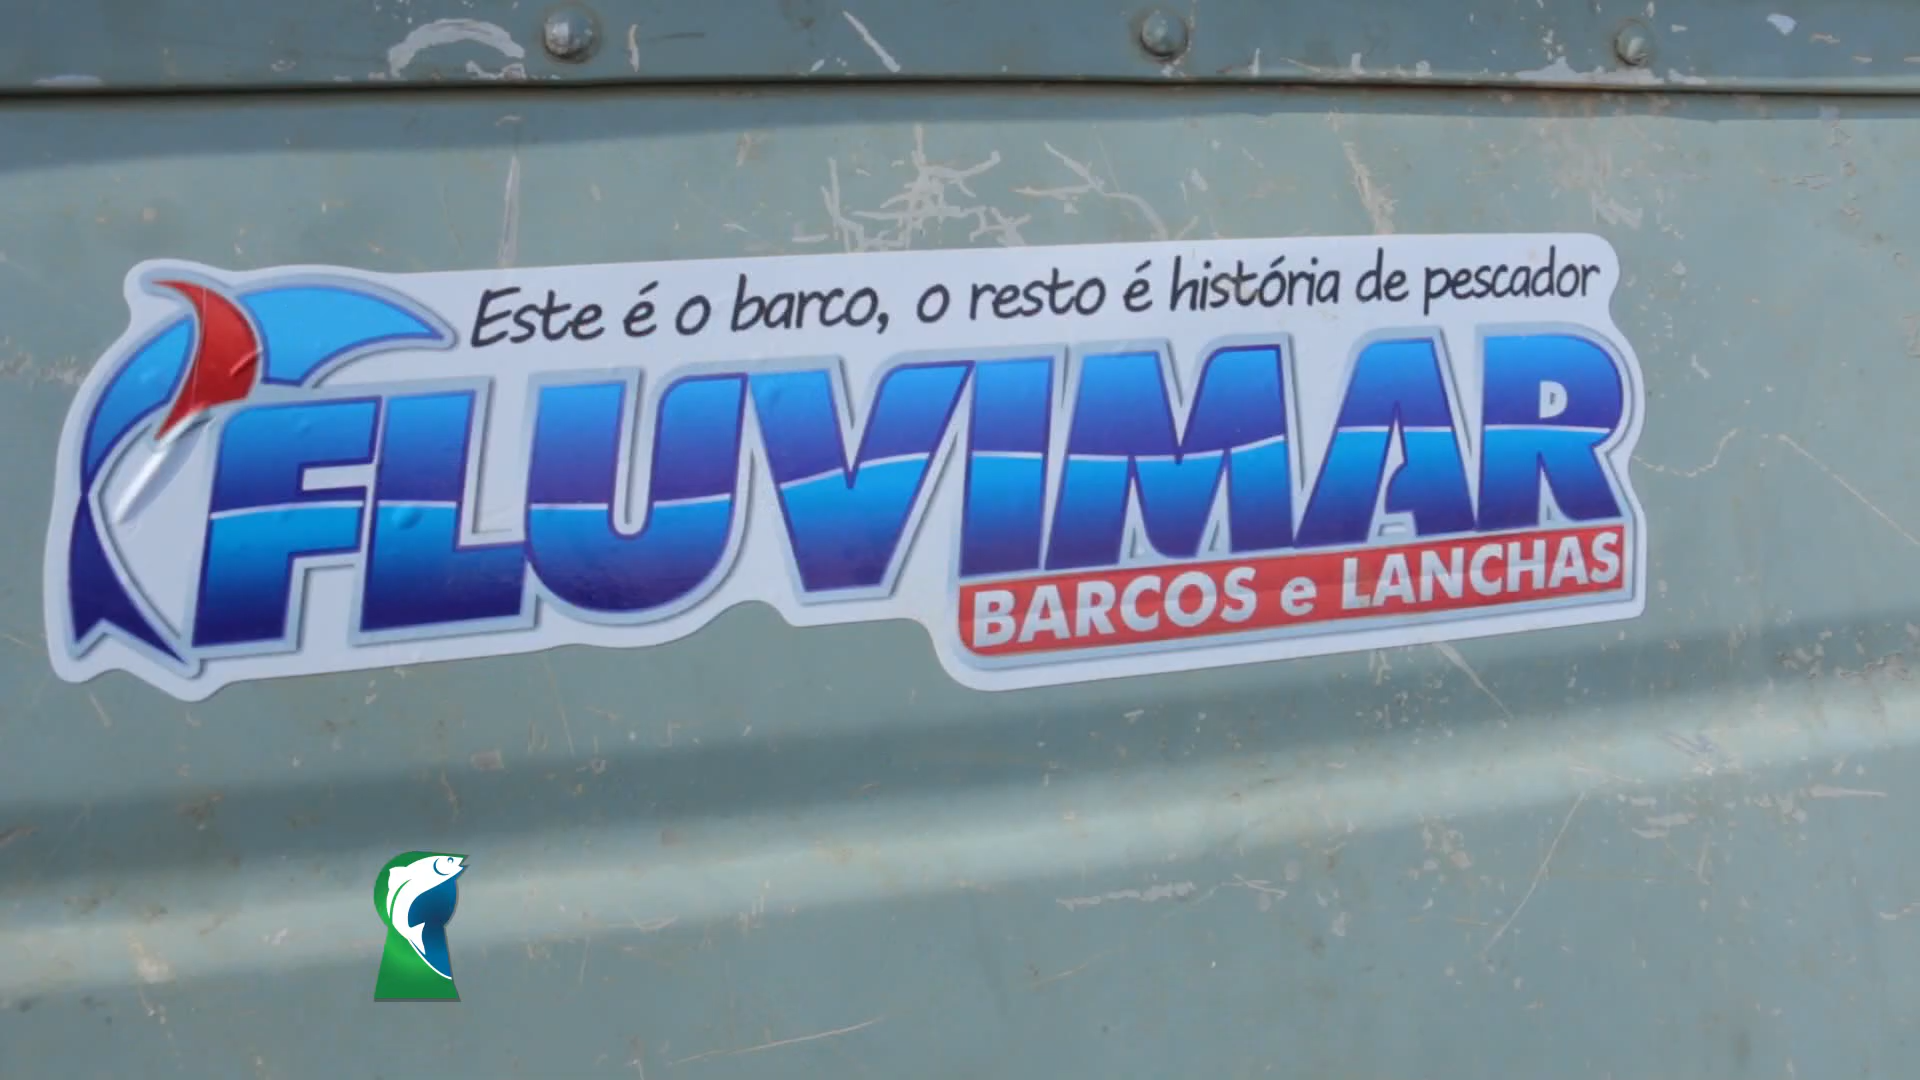 Este é o barco, o resto é história de pescador
FLUVIMAR
BARCOS e LANCHAS